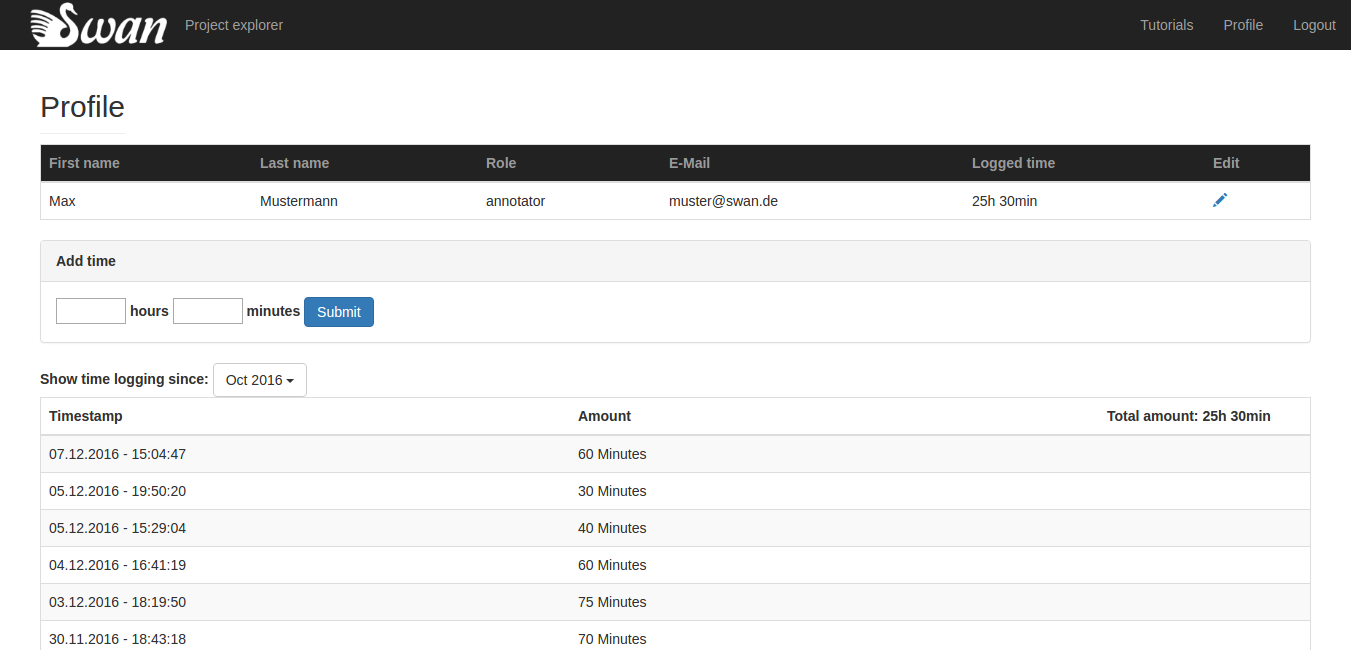 Swan Project explorer Tutorials Profile Logout
Profile
First name Last name Role E-Mail Logged time Edit
Max Mustermann annotator muster@swan.de 25h 30min
Add time
hours minutes Submit
Show time logging since: Oct 2016
Timestamp Amount Total amount: 25h 30min
07.12.2016 - 15:04:47 60 Minutes
05.12.2016 - 19:50:20 30 Minutes
05.12.2016 - 15:29:04 40 Minutes
04.12.2016 - 16:41:19 60 Minutes
03.12.2016 - 18:19:50 75 Minutes
30.11.2016 - 18:43:18 70 Minutes